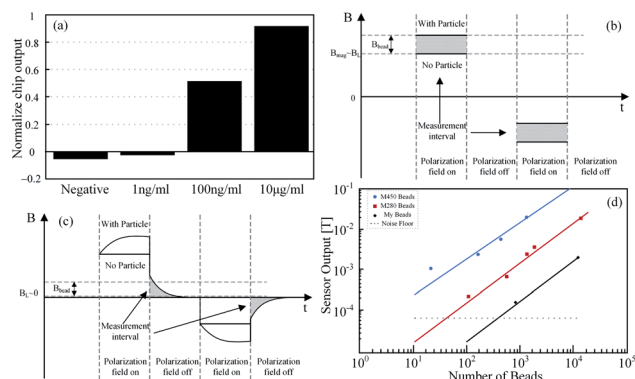 (a)
Normalize chip output
1
0.8
0.6
0.4
0.2
0
−0.2
Negative
1ng/ml
100ng/ml
10μg/ml
(b)
B
With Particle
Bbead
Bmag~BL
No Particle
0
t
Measurement
interval
Polarization
field on
Polarization
field off
Polarization
field on
Polarization
field off
(c)
B
With Particle
No Particle
Bbead
BL~0
t
Measurement
interval
Polarization
field on
Polarization
field off
Polarization
field on
Polarization
field off
(d)
M450 Beads
M280 Beads
My Beads
Noise Floor
Sensor Output [T]
10-1
10-2
10-3
10-4
100
101
102
103
104
105
Number of Beads